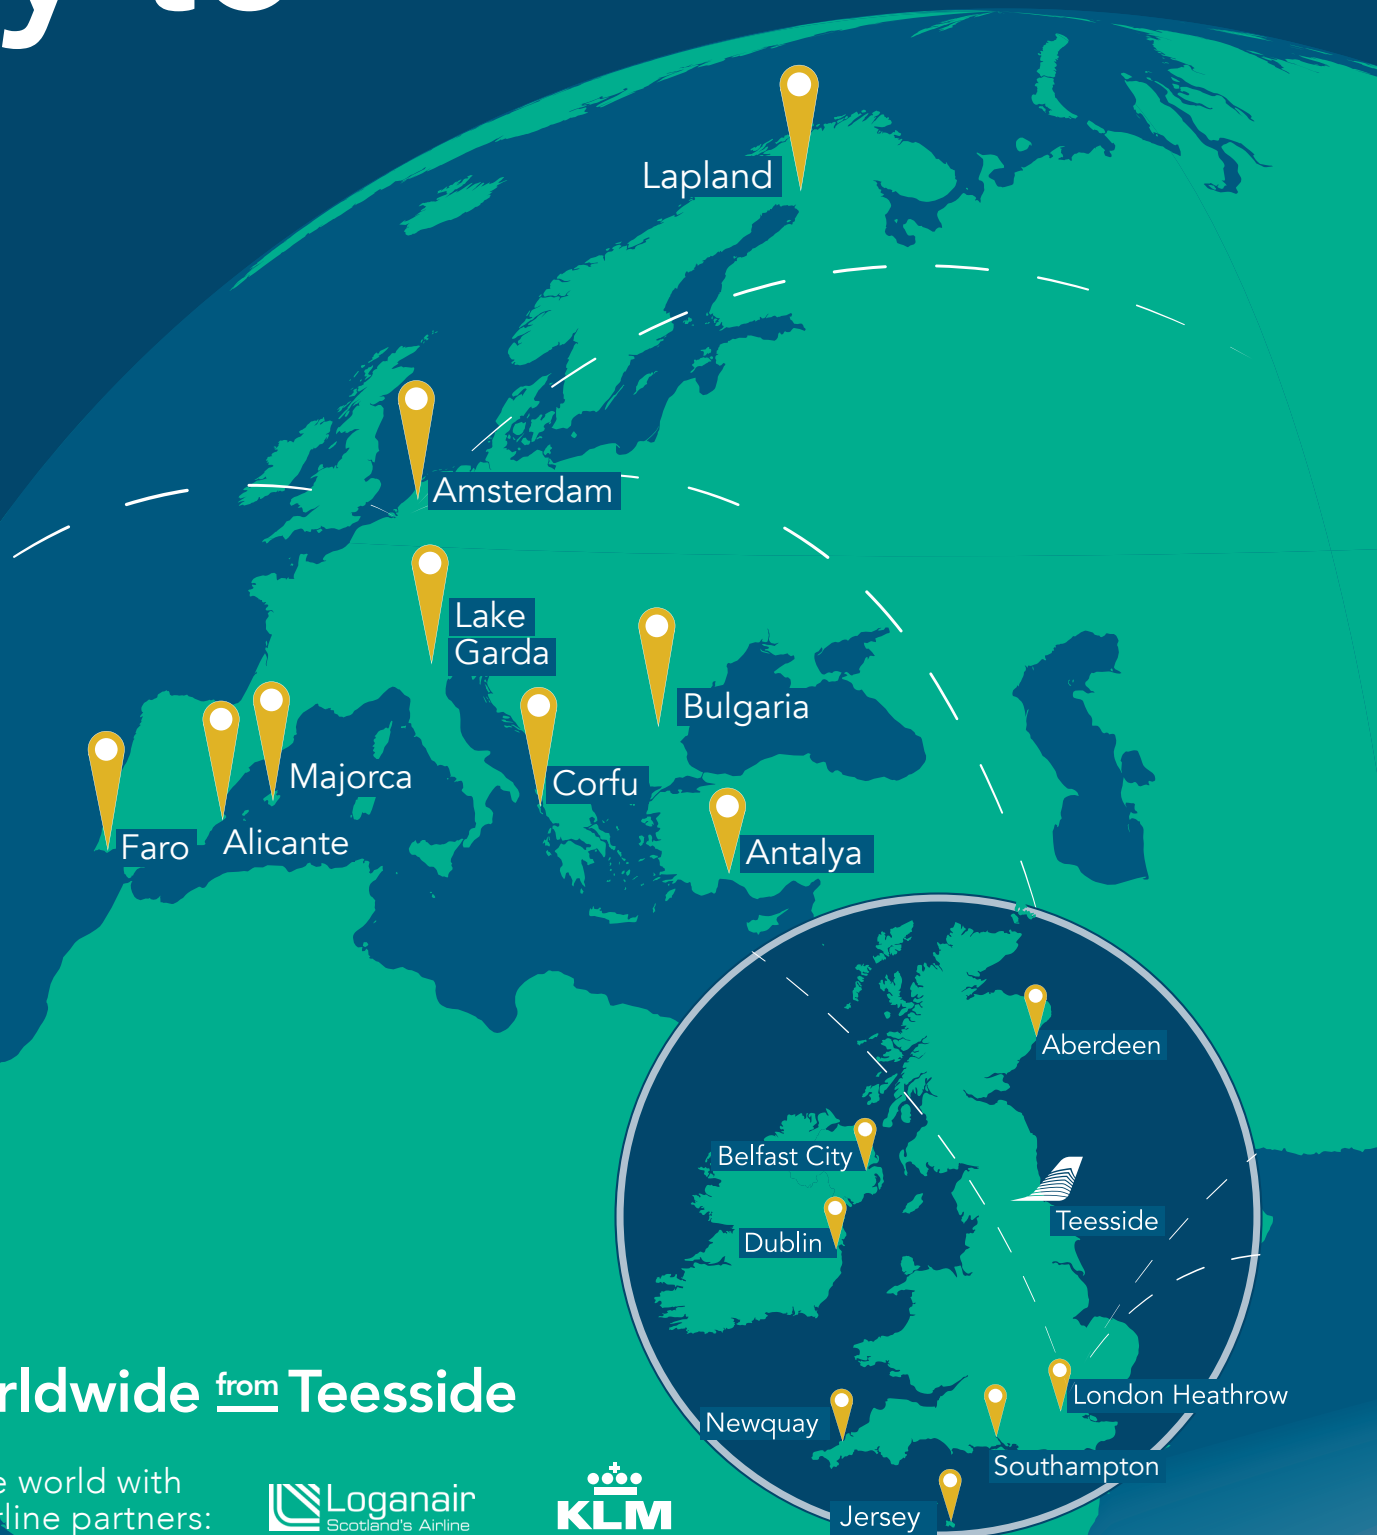 y to
Lapland
Amsterdam
Lake
Garda
Bulgaria
Majorca
Corfu
Faro
Alicante
Antalya
Aberdeen
Belfast City
Teesside
Dublin
London Heathrow
Newquay
Southampton
Jersey
rldwide from Teesside
e world with
rline partners:
Loganair
Scotland's Airline
KLM